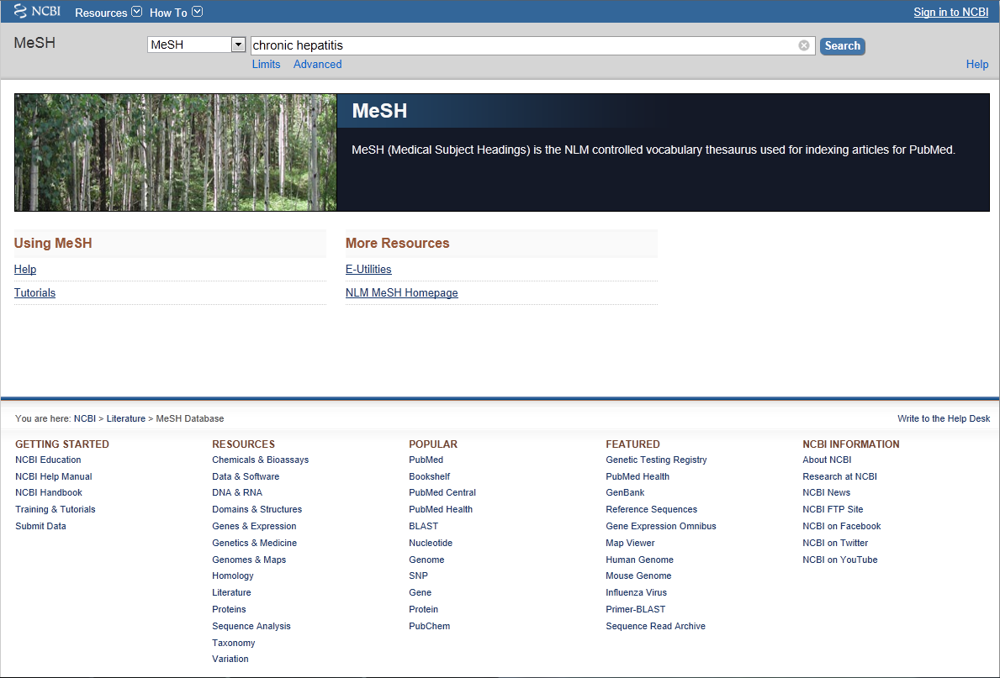 NCBI Resources How To Sign in to NCBI
MeSH MeSH chronic hepatitis Search
Limits Advanced Help
MeSH
MeSH (Medical Subject Headings) is the NLM controlled vocabulary thesaurus used for indexing articles for PubMed.
Using MeSH
Help
Tutorials
More Resources
E-Utilities
NLM MeSH Homepage
You are here: NCBI > Literature > MeSH Database Write to the Help Desk
GETTING STARTED
NCBI Education
NCBI Help Manual
NCBI Handbook
Training & Tutorials
Submit Data
RESOURCES
Chemicals & Bioassays
Data & Software
DNA & RNA
Domains & Structures
Genes & Expression
Genetics & Medicine
Genomes & Maps
Homology
Literature
Proteins
Sequence Analysis
Taxonomy
Variation
POPULAR
PubMed
Bookshelf
PubMed Central
PubMed Health
BLAST
Nucleotide
Genome
SNP
Gene
Protein
PubChem
FEATURED
Genetic Testing Registry
PubMed Health
GenBank
Reference Sequences
Gene Expression Omnibus
Map Viewer
Human Genome
Mouse Genome
Influenza Virus
Primer-BLAST
Sequence Read Archive
NCBI INFORMATION
About NCBI
Research at NCBI
NCBI News
NCBI FTP Site
NCBI on Facebook
NCBI on Twitter
NCBI on YouTube